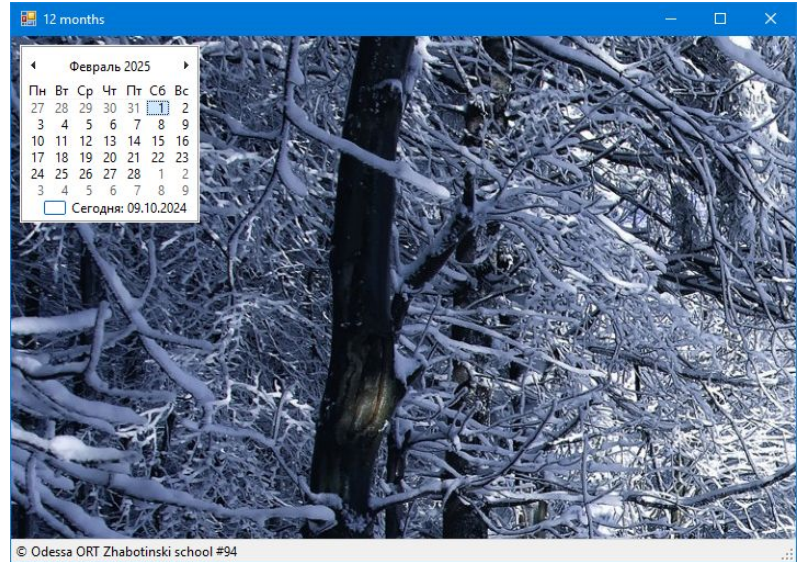 12 months
Февраль 2025
Пн Вт Ср Чт Пт Сб Вс
27 28 29 30 31 1 2
3 4 5 6 7 8 9
10 11 12 13 14 15 16
17 18 19 20 21 22 23
24 25 26 27 28 1 2
3 4 5 6 7 8 9
Сегодня: 09.10.2024
© Odessa ORT Zhabotinski school #94